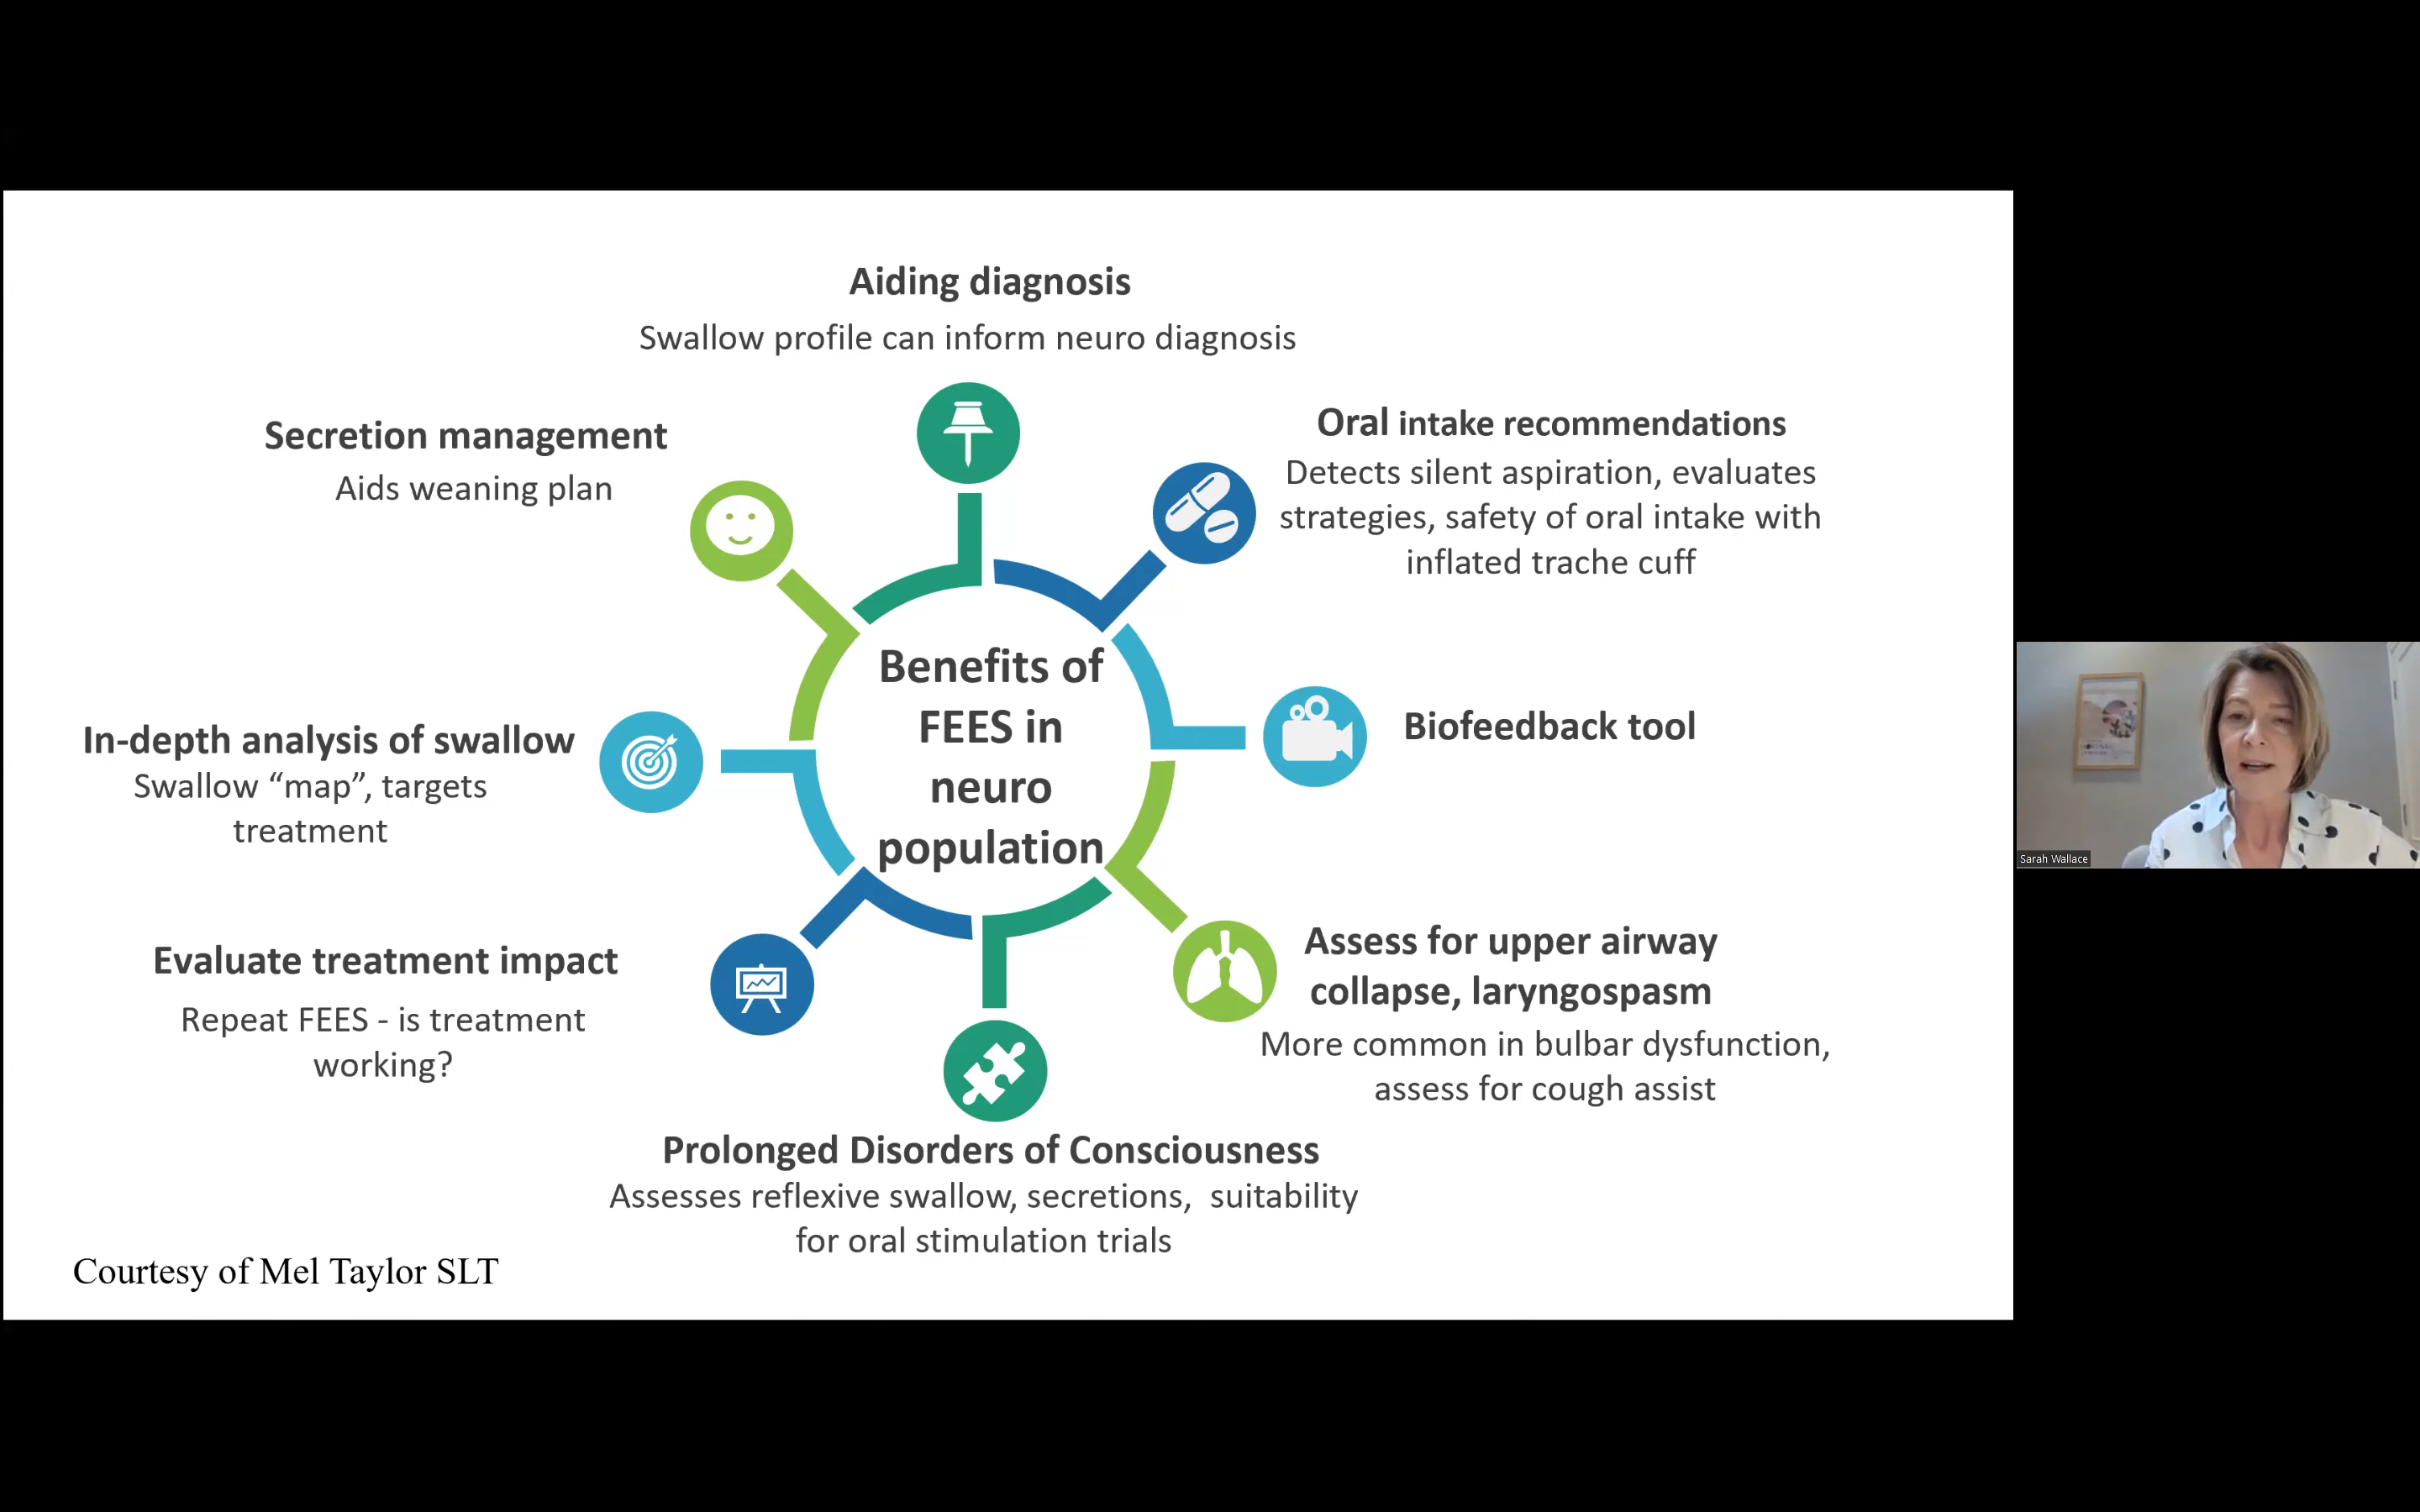 Aiding diagnosis
Swallow profile can inform neuro diagnosis
Oral intake recommendations
Detects silent aspiration, evaluates
strategies, safety of oral intake with
inflated trache cuff
Biofeedback tool
Assess for upper airway
collapse, laryngospasm
More common in bulbar dysfunction,
assess for cough assist
Prolonged Disorders of Consciousness
Assesses reflexive swallow, secretions,  suitability
for oral stimulation trials
Evaluate treatment impact
Repeat FEES - is treatment
working?
In-depth analysis of swallow
Swallow “map”, targets
treatment
Secretion management
Aids weaning plan
Benefits of
FEES in
neuro
population
Courtesy of Mel Taylor SLT
Sarah Wallace